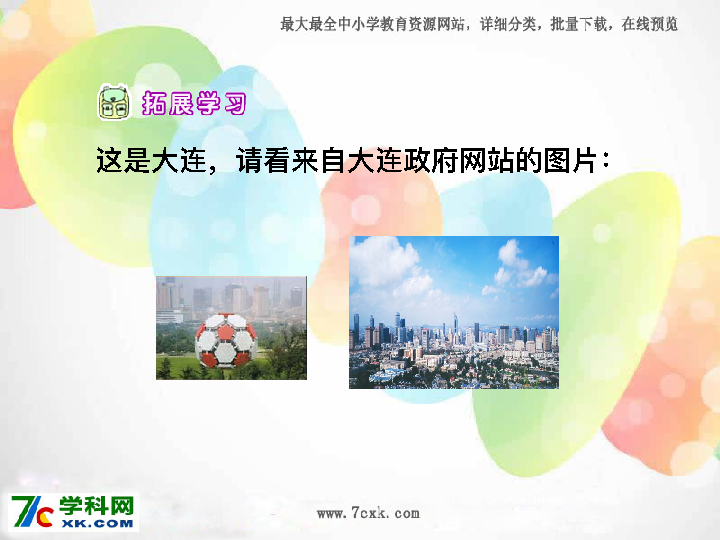 最大最全中小学教育资源网站，详细分类，批量下载，在线预览
拓展学习
这是大连，请看来自大连政府网站的图片：
7c学科网
XK.COM
www.7cxk.com